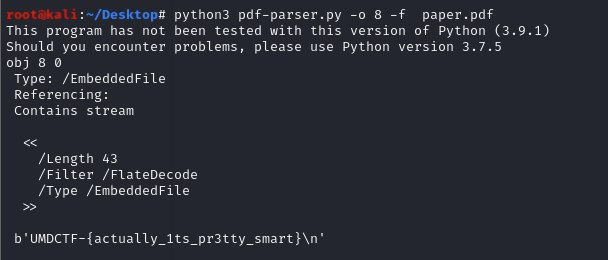 root@kali:~/Desktop# python3 pdf-parser.py -o 8 -f  paper.pdf
This program has not been tested with this version of Python (3.9.1)
Should you encounter problems, please use Python version 3.7.5
obj 8 0
 Type: /EmbeddedFile
 Referencing:
 Contains stream
  <<
    /Length 43
    /Filter /FlateDecode
    /Type /EmbeddedFile
  >>
 b'UMDCTF-{actually_1ts_pr3tty_smart}\n'